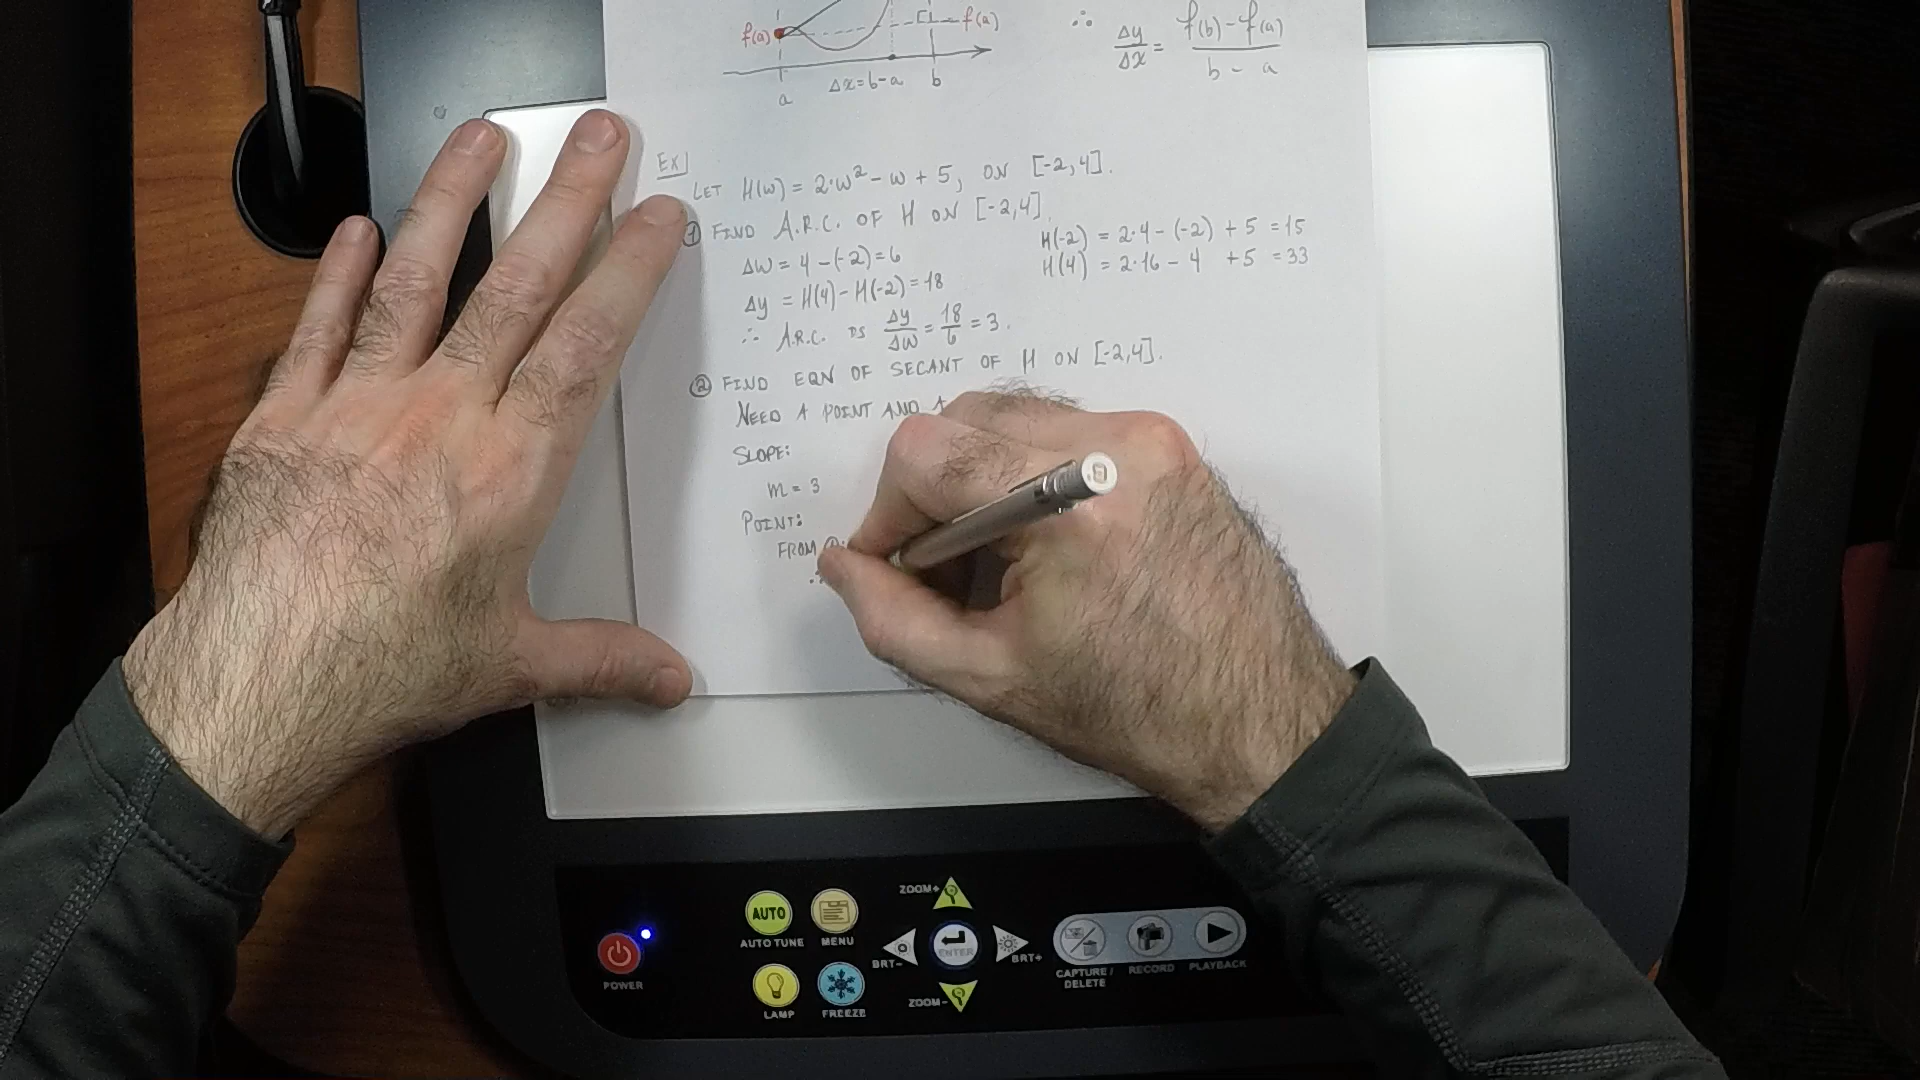 f(a)
f(a)
a
Δx=b-a
b
∴ Δy/Δx = f(b)-f(a)/b-a
EX
LET H(w) = 2·w² - w + 5, ON [-2,4].
① FIND A.R.C. OF H ON [-2,4].
H(-2) = 2·4 - (-2) + 5 = 15
H(4) = 2·16 - 4 + 5 = 33
Δw = 4 - (-2) = 6
Δy = H(4) - H(-2) = 18
∴ A.R.C. IS Δy/Δw = 18/6 = 3.
② FIND EQN OF SECANT OF H ON [-2,4].
NEED A POINT AND A
SLOPE:
m = 3
POINT:
FROM
ZOOM+
AUTO
AUTO TUNE
MENU
BRT-
ENTER
BRT+
CAPTURE / DELETE
RECORD
PLAYBACK
POWER
LAMP
FREEZE
ZOOM-